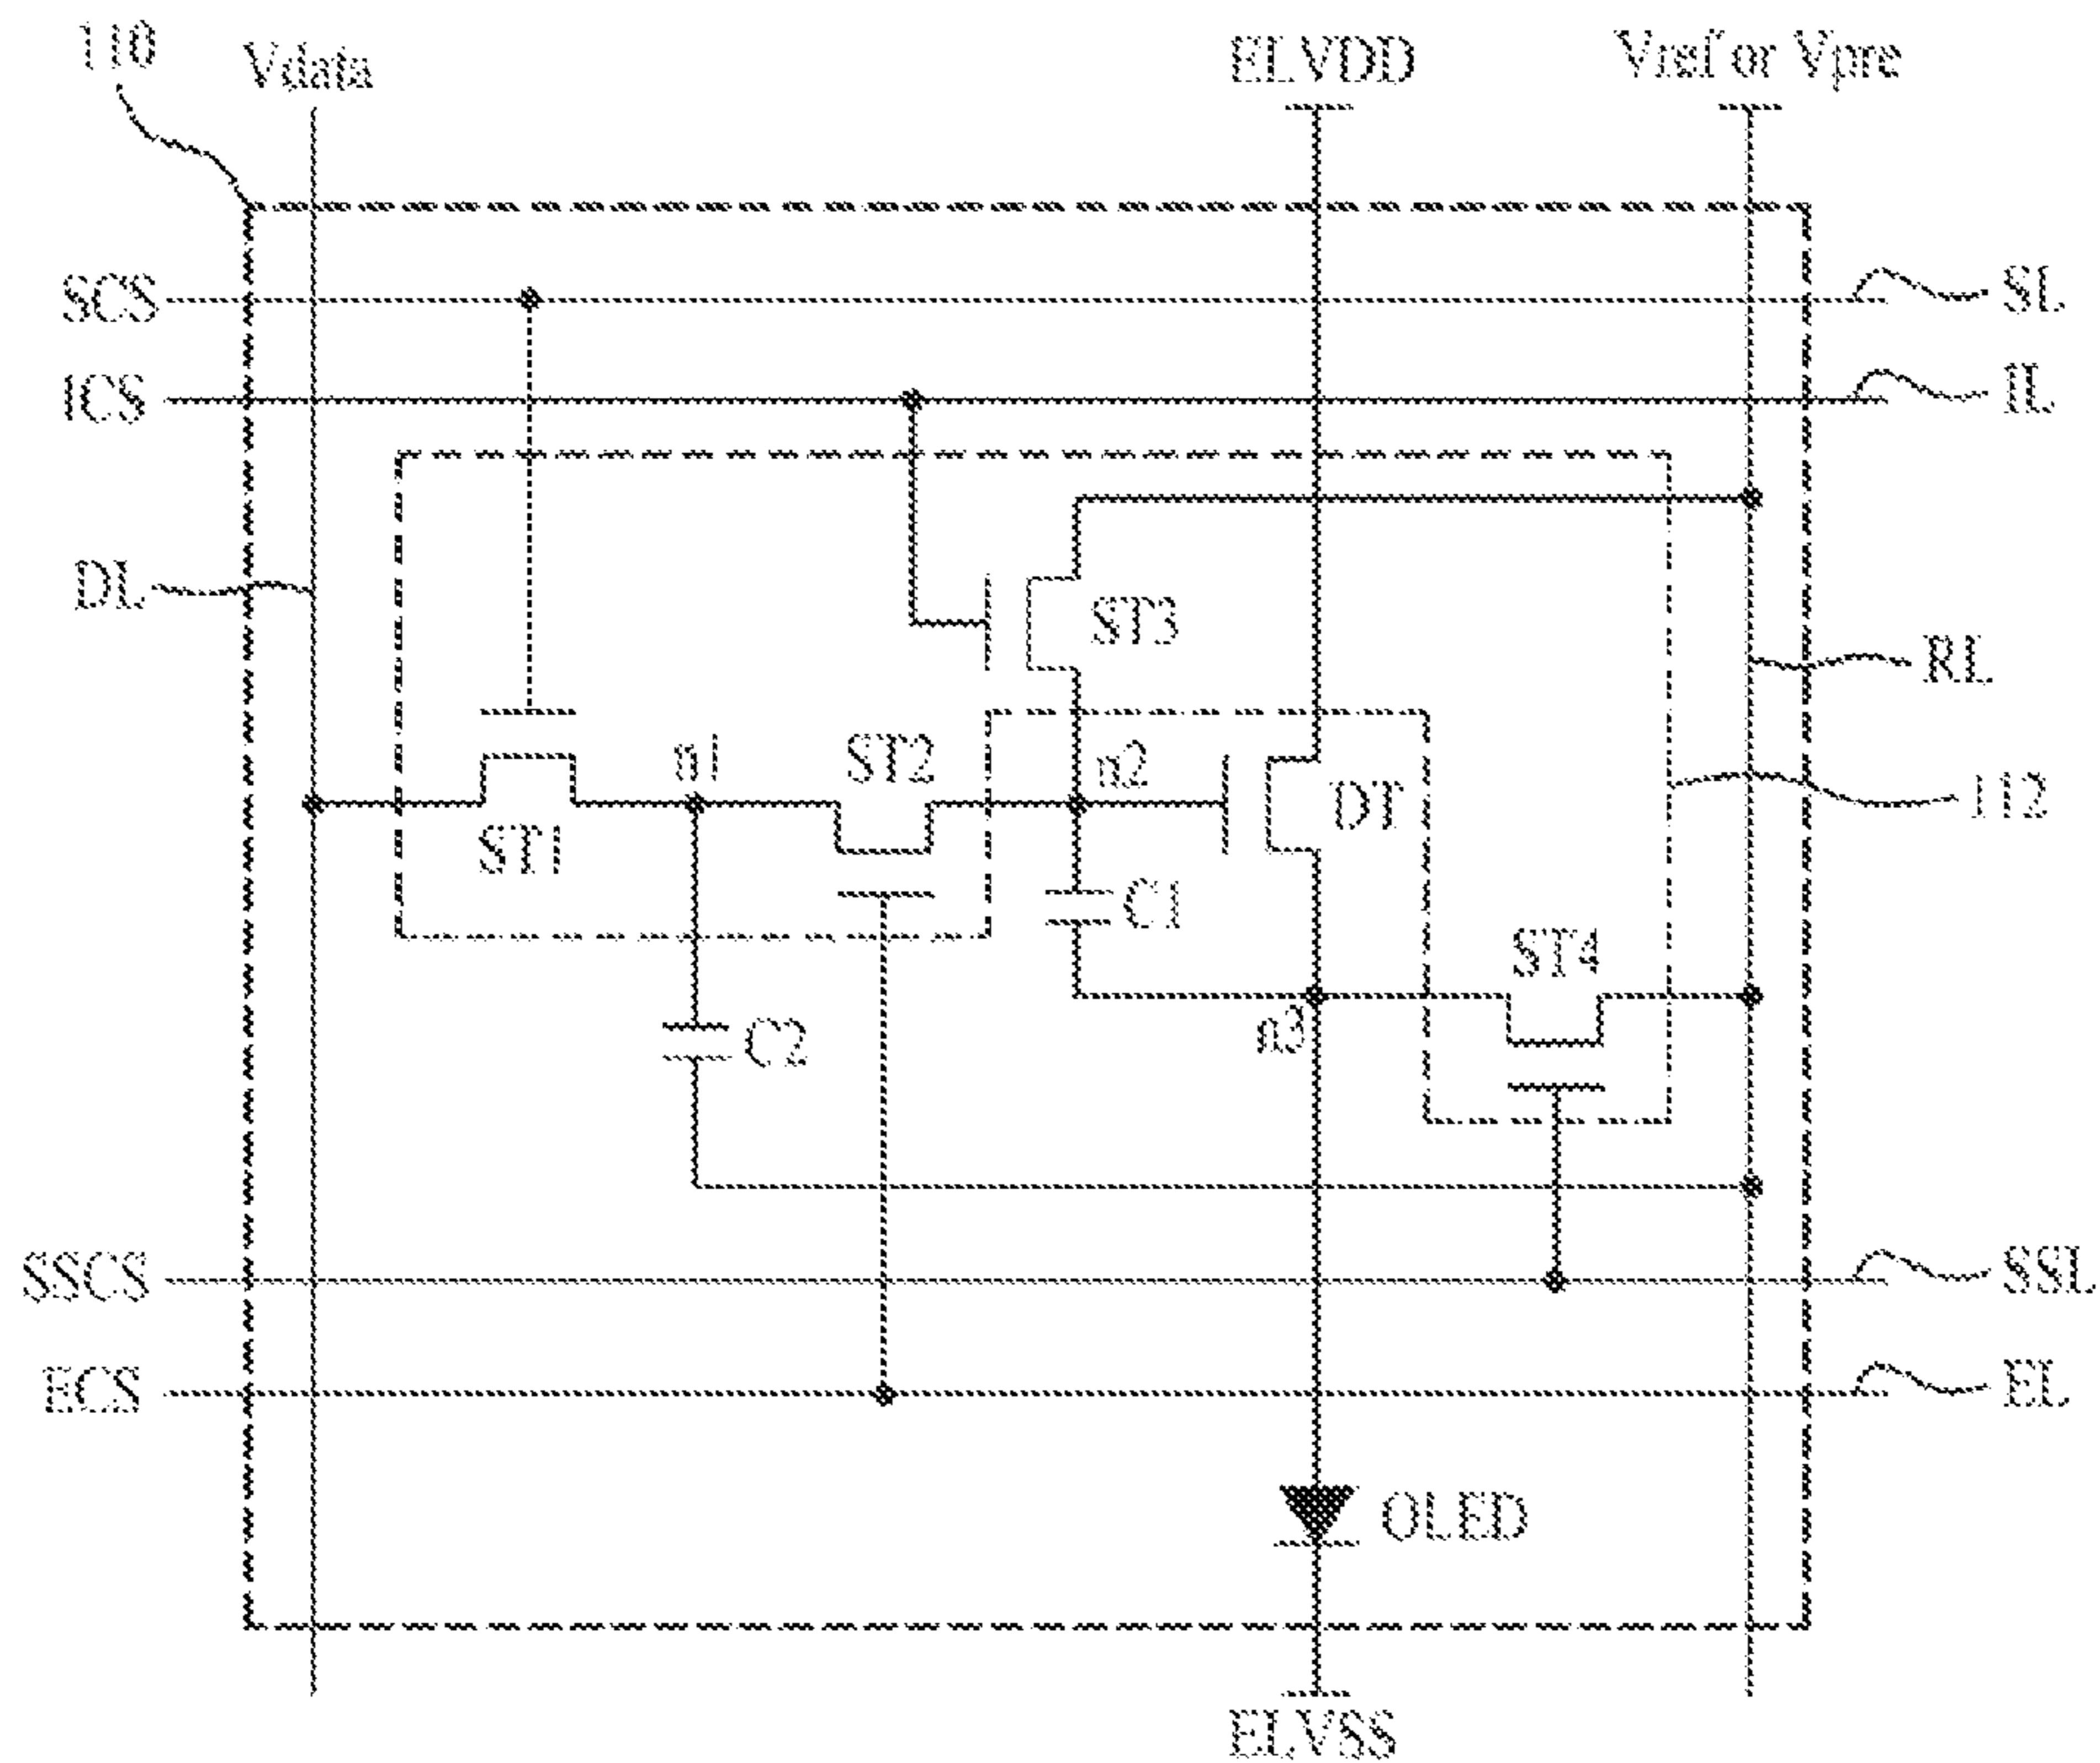 110
Vdata
ELVDD
Vref or Vpre
SCS
SL
ICS
IL
DL
ST3
RL
n1
ST2
n2
DT
112
ST1
C1
ST4
n3
C2
SSCS
SSL
ECS
EL
OLED
ELVSS